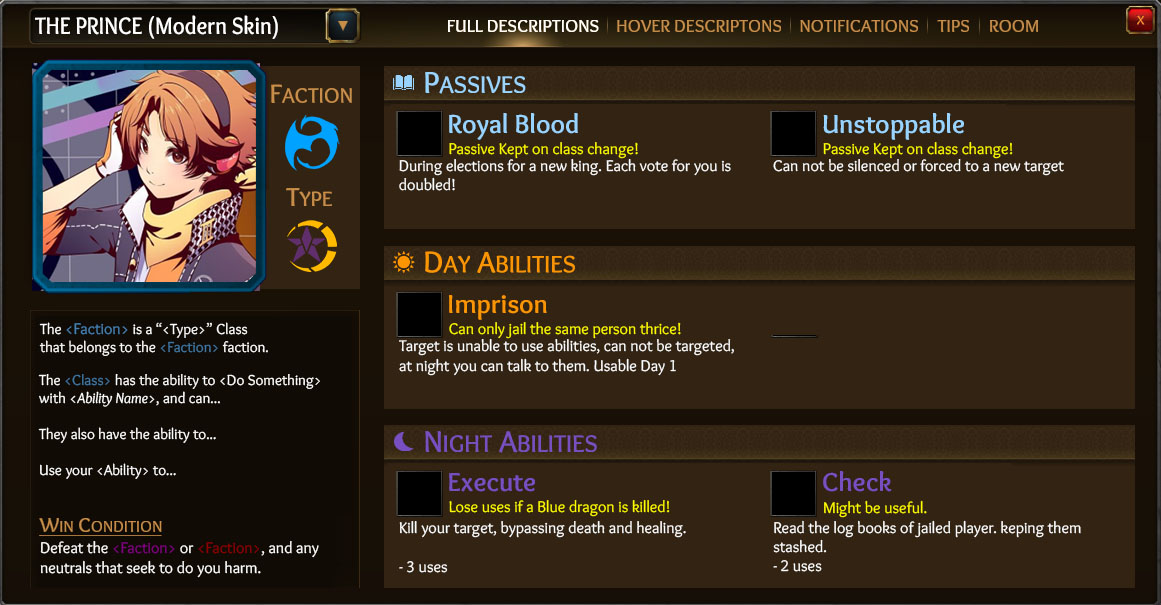 THE PRINCE (Modern Skin)
FULL DESCRIPTIONS
HOVER DESCRIPTONS
NOTIFICATIONS
TIPS
ROOM
X
FACTION
TYPE
The <Faction> is a “<Type>” Class
that belongs to the <Faction> faction.
The <Class> has the ability to <Do Something>
with <Ability Name>, and can...
They also have the ability to...
Use your <Ability> to...
WIN CONDITION
Defeat the <Faction> or <Faction>, and any
neutrals that seek to do you harm.
PASSIVES
Royal Blood
Passive Kept on class change!
During elections for a new king. Each vote for you is
doubled!
Unstoppable
Passive Kept on class change!
Can not be silenced or forced to a new target
DAY ABILITIES
Imprison
Can only jail the same person thrice!
Target is unable to use abilities, can not be targeted,
at night you can talk to them. Usable Day 1
NIGHT ABILITIES
Execute
Lose uses if a Blue dragon is killed!
Kill your target, bypassing death and healing.
- 3 uses
Check
Might be useful.
Read the log books of jailed player. keping them
stashed.
- 2 uses